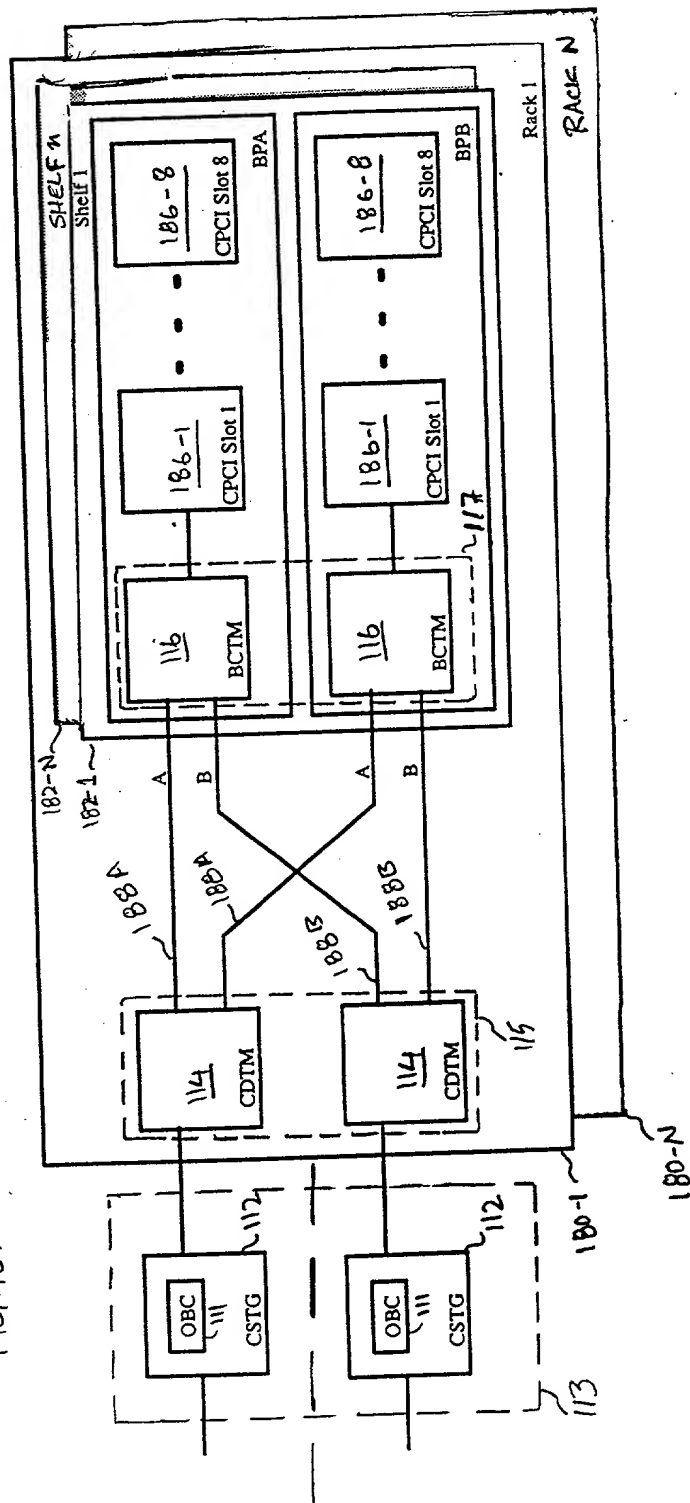 SHELF n
Shelf 1
186-8
CPCI Slot 8
BPA
186-1
CPCI Slot 1
116
BCTM
186-8
CPCI Slot 8
BPB
186-1
CPCI Slot 1
116
BCTM
117
Rack 1
RACK N
182-N
182-1
A
B
A
B
188A
188A
188B
188B
114
CDTM
114
CDTM
115
180-1
180-N
OBC
111
CSTG
112
OBC
111
CSTG
112
113